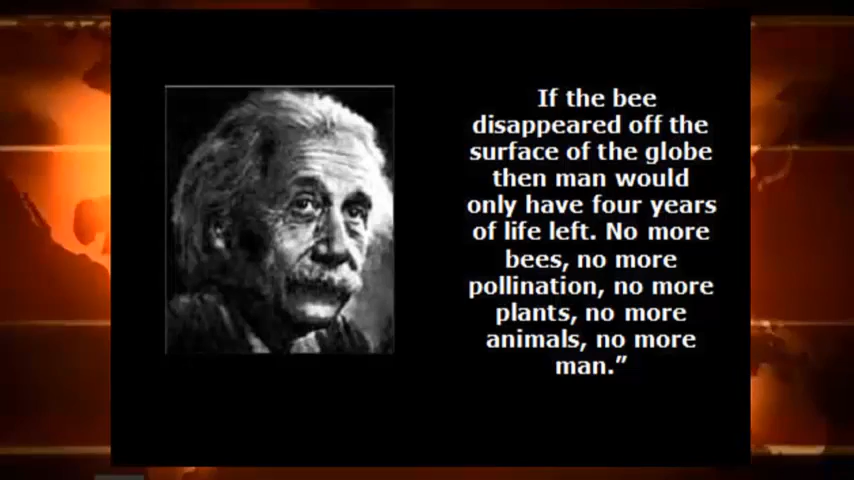 If the bee
disappeared off the
surface of the globe
then man would
only have four years
of life left. No more
bees, no more
pollination, no more
plants, no more
animals, no more
man.”